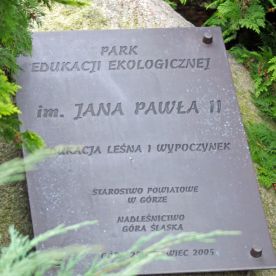 PARK
EDUKACJI EKOLOGICZNEJ
im. JANA PAWŁA II
EDUKACJA LEŚNA I WYPOCZYNEK
STAROSTWO POWIATOWE
W GÓRZE
NADLEŚNICTWO
GÓRA ŚLĄSKA
2005